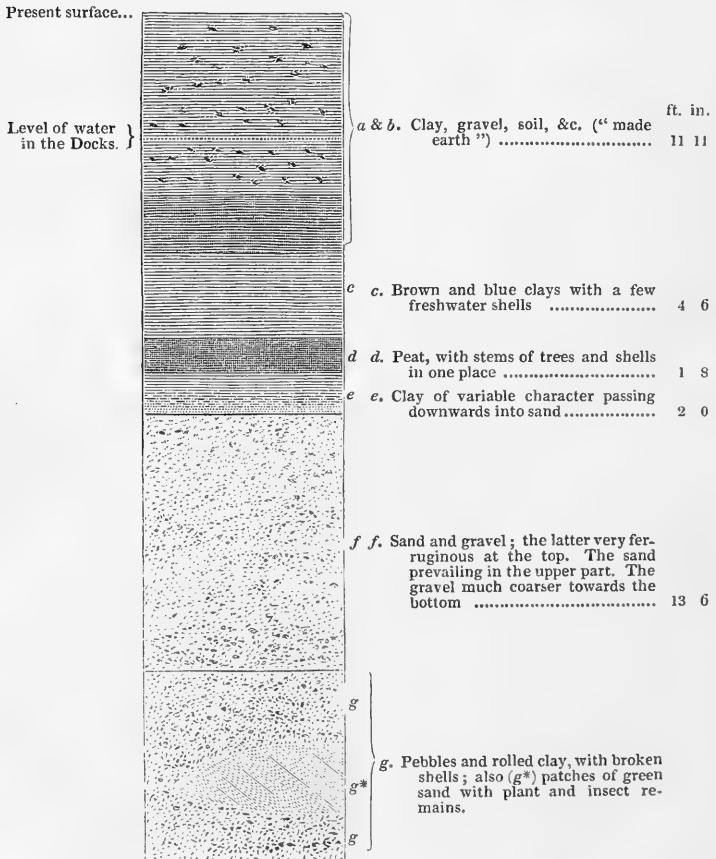 Present surface...
ft. in.
Level of water
in the Docks. }
a & b. Clay, gravel, soil, &c. (“made
earth”) .............................. 11 11
c c. Brown and blue clays with a few
freshwater shells .................... 4 6
d d. Peat, with stems of trees and shells
in one place ......................... 1 8
e e. Clay of variable character passing
downwards into sand............... 2 0
f f. Sand and gravel; the latter very fer-
ruginous at the top. The sand
prevailing in the upper part. The
gravel much coarser towards the
bottom .................................. 13 6
g
g. Pebbles and rolled clay, with broken
shells; also (g*) patches of green
g*
sand with plant and insect re-
mains.
g